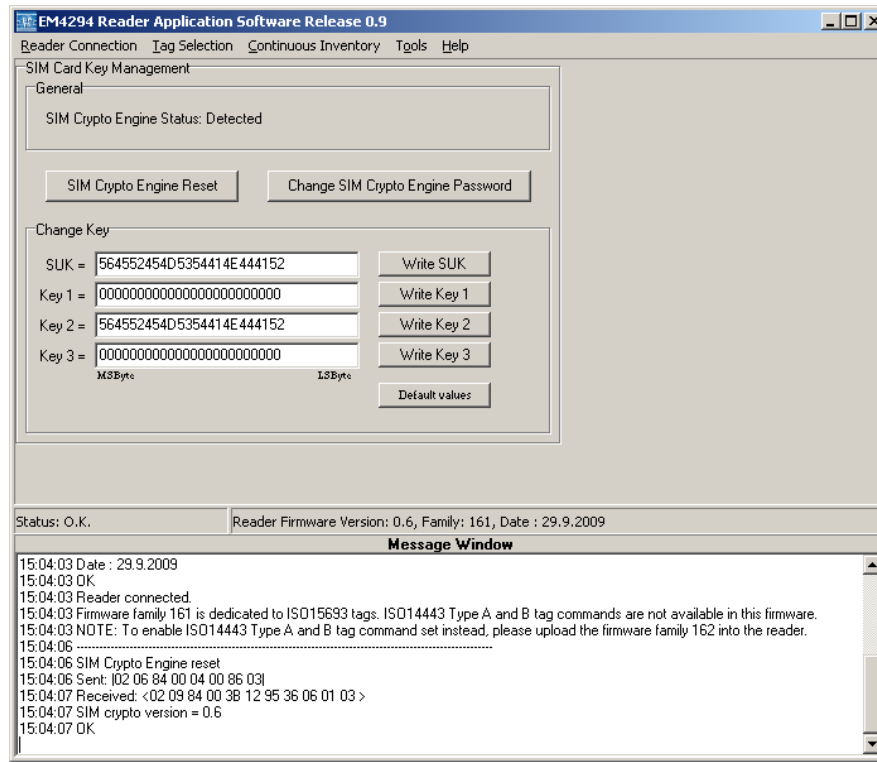 EM4294 Reader Application Software Release 0.9
Reader Connection Tag Selection Continuous Inventory Tools Help
SIM Card Key Management
General
SIM Crypto Engine Status: Detected
SIM Crypto Engine Reset Change SIM Crypto Engine Password
Change Key
SUK = 564552454D5354414E444152 Write SUK
Key 1 = 000000000000000000000000 Write Key 1
Key 2 = 564552454D5354414E444152 Write Key 2
Key 3 = 000000000000000000000000 Write Key 3
MSByte LSByte
Default values
Status: O.K. Reader Firmware Version: 0.6, Family: 161, Date : 29.9.2009
Message Window
15:04:03 Date : 29.9.2009
15:04:03 OK
15:04:03 Reader connected.
15:04:03 Firmware family 161 is dedicated to ISO15693 tags. ISO14443 Type A and B tag commands are not available in this firmware.
15:04:03 NOTE: To enable ISO14443 Type A and B tag command set instead, please upload the firmware family 162 into the reader.
15:04:06 ----------------------------------------------------------------------------------------------------
15:04:06 SIM Crypto Engine reset
15:04:06 Sent: |02 06 84 00 04 00 86 03|
15:04:07 Received: <02 09 84 00 3B 12 95 36 06 01 03 >
15:04:07 SIM crypto version = 0.6
15:04:07 OK